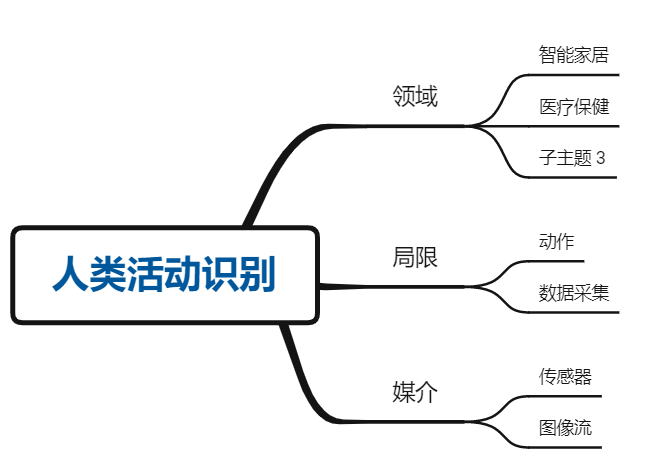 人类活动识别
领域
智能家居
医疗保健
子主题 3
局限
动作
数据采集
媒介
传感器
图像流